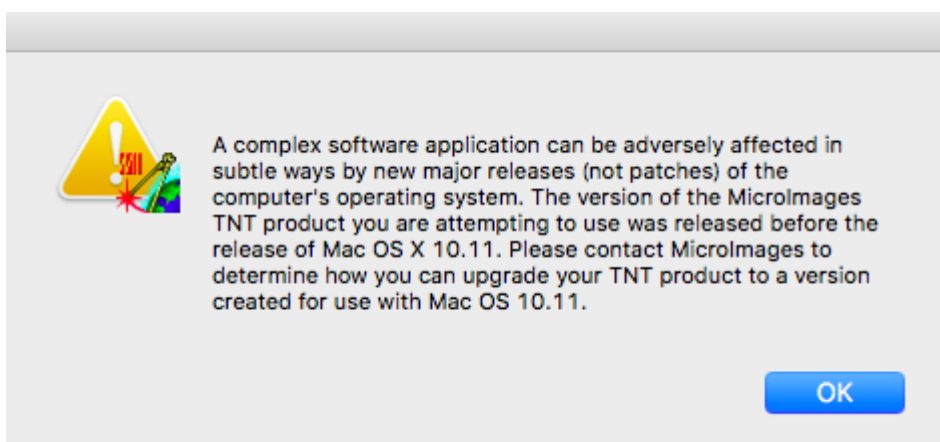 A complex software application can be adversely affected in
subtle ways by new major releases (not patches) of the
computer's operating system. The version of the MicroImages
TNT product you are attempting to use was released before the
release of Mac OS X 10.11. Please contact MicroImages to
determine how you can upgrade your TNT product to a version
created for use with Mac OS 10.11.
OK